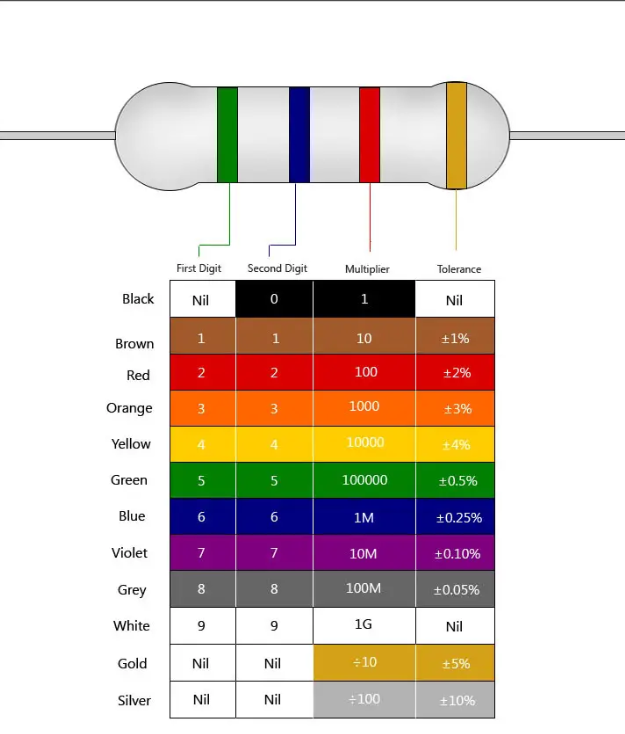 First Digit Second Digit Multiplier Tolerance
Black Nil 0 1 Nil
Brown 1 1 10 ±1%
Red 2 2 100 ±2%
Orange 3 3 1000 ±3%
Yellow 4 4 10000 ±4%
Green 5 5 100000 ±0.5%
Blue 6 6 1M ±0.25%
Violet 7 7 10M ±0.10%
Grey 8 8 100M ±0.05%
White 9 9 1G Nil
Gold Nil Nil ÷10 ±5%
Silver Nil Nil ÷100 ±10%